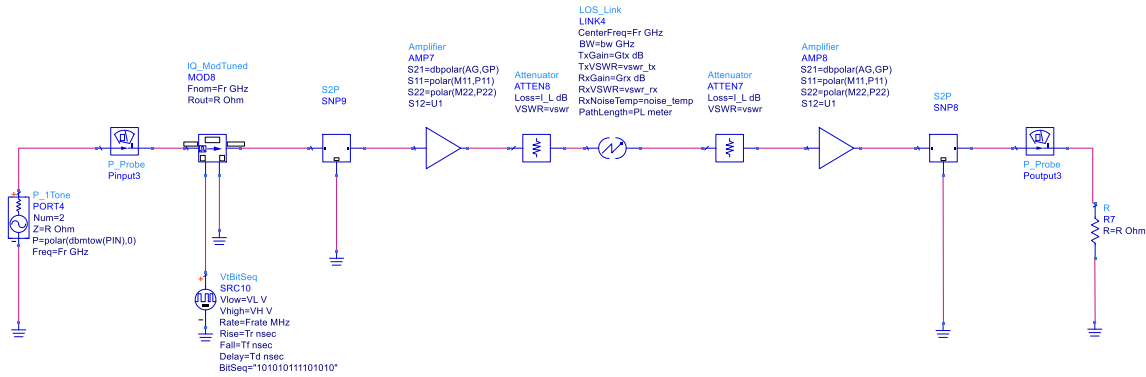 LOS_Link
LINK4
CenterFreq=Fr GHz
BW=bw GHz
TxGain=Gtx dB
TxVSWR=vswr_tx
RxGain=Grx dB
RxVSWR=vswr_rx
RxNoiseTemp=noise_temp
PathLength=PL meter
Amplifier
AMP7
S21=dbpolar(AG,GP)
S11=polar(M11,P11)
S22=polar(M22,P22)
S12=U1
Amplifier
AMP8
S21=dbpolar(AG,GP)
S11=polar(M11,P11)
S22=polar(M22,P22)
S12=U1
IQ_ModTuned
MOD8
Fnom=Fr GHz
Rout=R Ohm
Attenuator
ATTEN8
Loss=I_L dB
VSWR=vswr
Attenuator
ATTEN7
Loss=I_L dB
VSWR=vswr
S2P
SNP9
S2P
SNP8
P_Probe
Pinput3
P_Probe
Poutput3
P_1Tone
PORT4
Num=2
Z=R Ohm
P=polar(dbmtow(PIN),0)
Freq=Fr GHz
R
R7
R=R Ohm
VtBitSeq
SRC10
Vlow=VL V
Vhigh=VH V
Rate=Frate MHz
Rise=Tr nsec
Fall=Tf nsec
Delay=Td nsec
BitSeq="101010111101010"